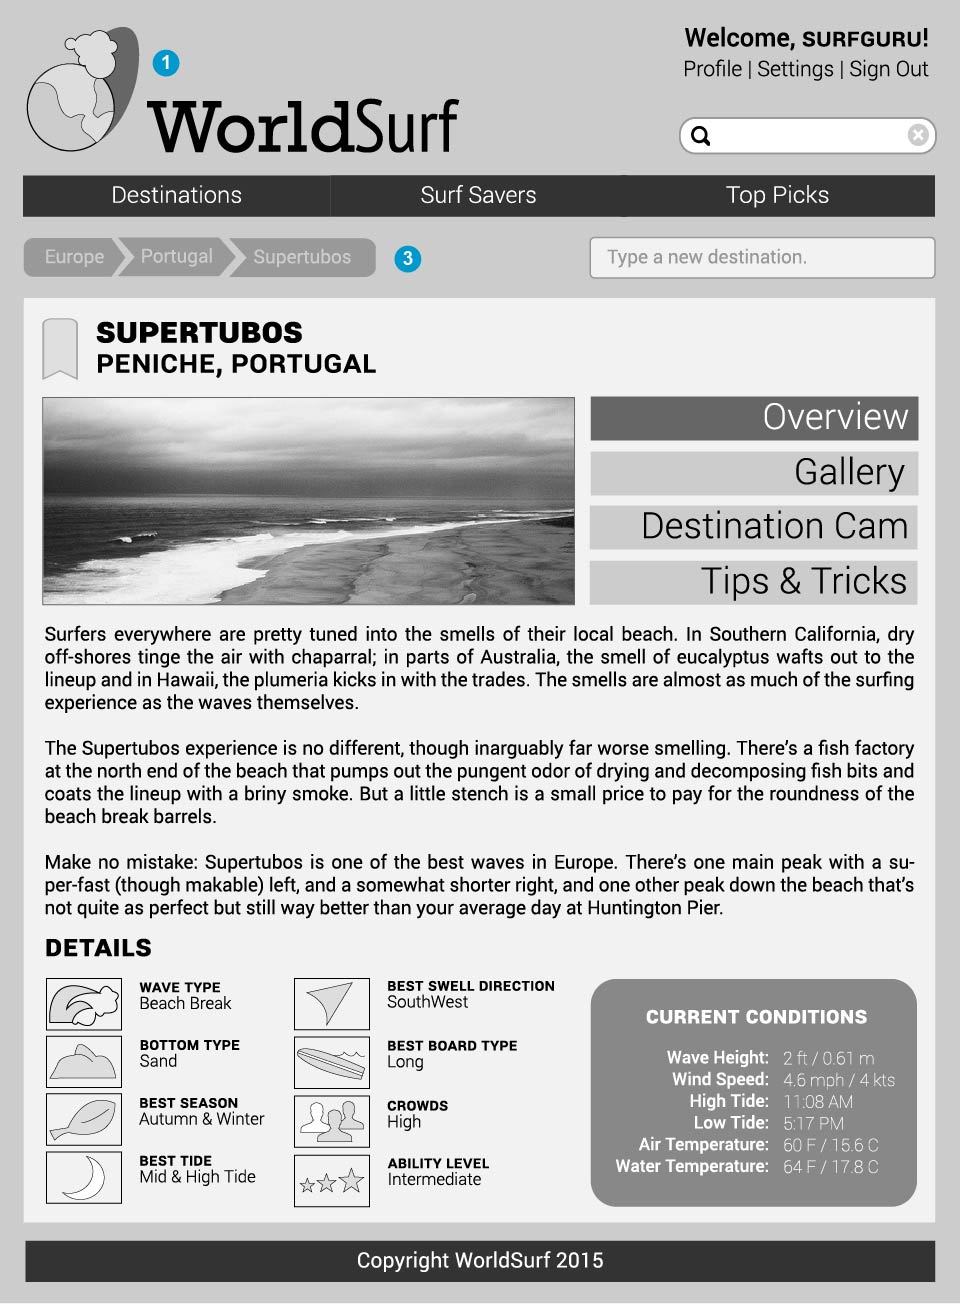 1
WorldSurf
Welcome, SURFGURU!
Profile | Settings | Sign Out
Destinations
Surf Savers
Top Picks
Europe
Portugal
Supertubos
3
Type a new destination.
SUPERTUBOS
PENICHE, PORTUGAL
Overview
Gallery
Destination Cam
Tips & Tricks
Surfers everywhere are pretty tuned into the smells of their local beach. In Southern California, dry
off-shores tinge the air with chaparral; in parts of Australia, the smell of eucalyptus wafts out to the
lineup and in Hawaii, the plumeria kicks in with the trades. The smells are almost as much of the surfing
experience as the waves themselves.
The Supertubos experience is no different, though inarguably far worse smelling. There's a fish factory
at the north end of the beach that pumps out the pungent odor of drying and decomposing fish bits and
coats the lineup with a briny smoke. But a little stench is a small price to pay for the roundness of the
beach break barrels.
Make no mistake: Supertubos is one of the best waves in Europe. There's one main peak with a su-
per-fast (though makable) left, and a somewhat shorter right, and one other peak down the beach that's
not quite as perfect but still way better than your average day at Huntington Pier.
DETAILS
WAVE TYPE
Beach Break
BOTTOM TYPE
Sand
BEST SEASON
Autumn & Winter
BEST TIDE
Mid & High Tide
BEST SWELL DIRECTION
SouthWest
BEST BOARD TYPE
Long
CROWDS
High
ABILITY LEVEL
Intermediate
CURRENT CONDITIONS
Wave Height: 2 ft / 0.61 m
Wind Speed: 4.6 mph / 4 kts
High Tide: 11:08 AM
Low Tide: 5:17 PM
Air Temperature: 60 F / 15.6 C
Water Temperature: 64 F / 17.8 C
Copyright WorldSurf 2015